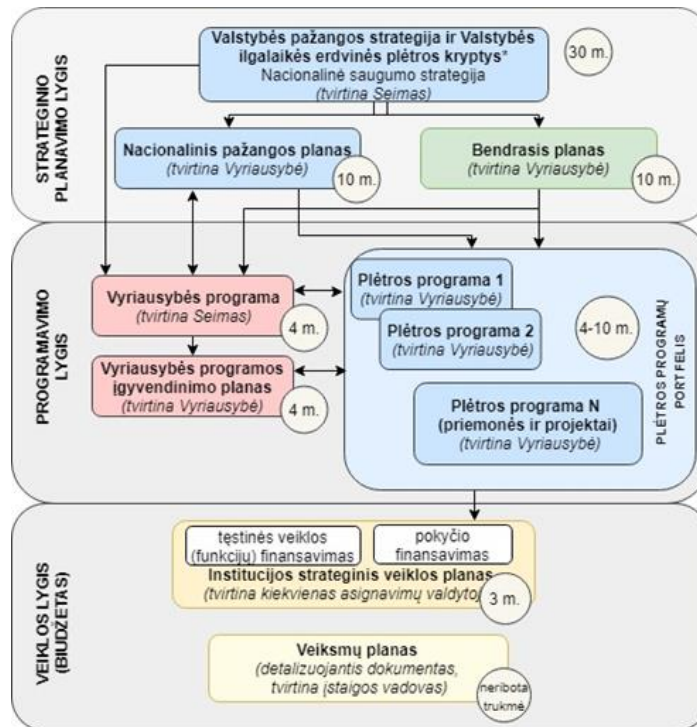 STRATEGINIO
PLANAVIMO LYGIS
Valstybės pažangos strategija ir Valstybės
ilgalaikės erdvinės plėtros kryptys*
Nacionalinė saugumo strategija
(tvirtina Seimas)
30 m.
Nacionalinis pažangos planas
(tvirtina Vyriausybė)
10 m.
Bendrasis planas
(tvirtina Vyriausybė)
10 m.
PROGRAMAVIMO
LYGIS
Vyriausybės programa
(tvirtina Seimas)
4 m.
Vyriausybės programos
įgyvendinimo planas
(tvirtina Vyriausybė)
4 m.
Plėtros programa 1
(tvirtina Vyriausybė)
Plėtros programa 2
(tvirtina Vyriausybė)
4-10 m.
Plėtros programa N
(priemonės ir projektai)
(tvirtina Vyriausybė)
PLĖTROS PROGRAMŲ
PORTFELIS
VEIKLOS LYGIS
(BIUDŽETAS)
tęstinės veiklos
(funkcijų) finansavimas
pokyčio
finansavimas
Institucijos strateginis veiklos planas
(tvirtina kiekvienas asignavimų valdytoj
3 m.
Veiksmų planas
(detalizuojantis dokumentas,
tvirtina įstaigos vadovas)
neribota
trukmė